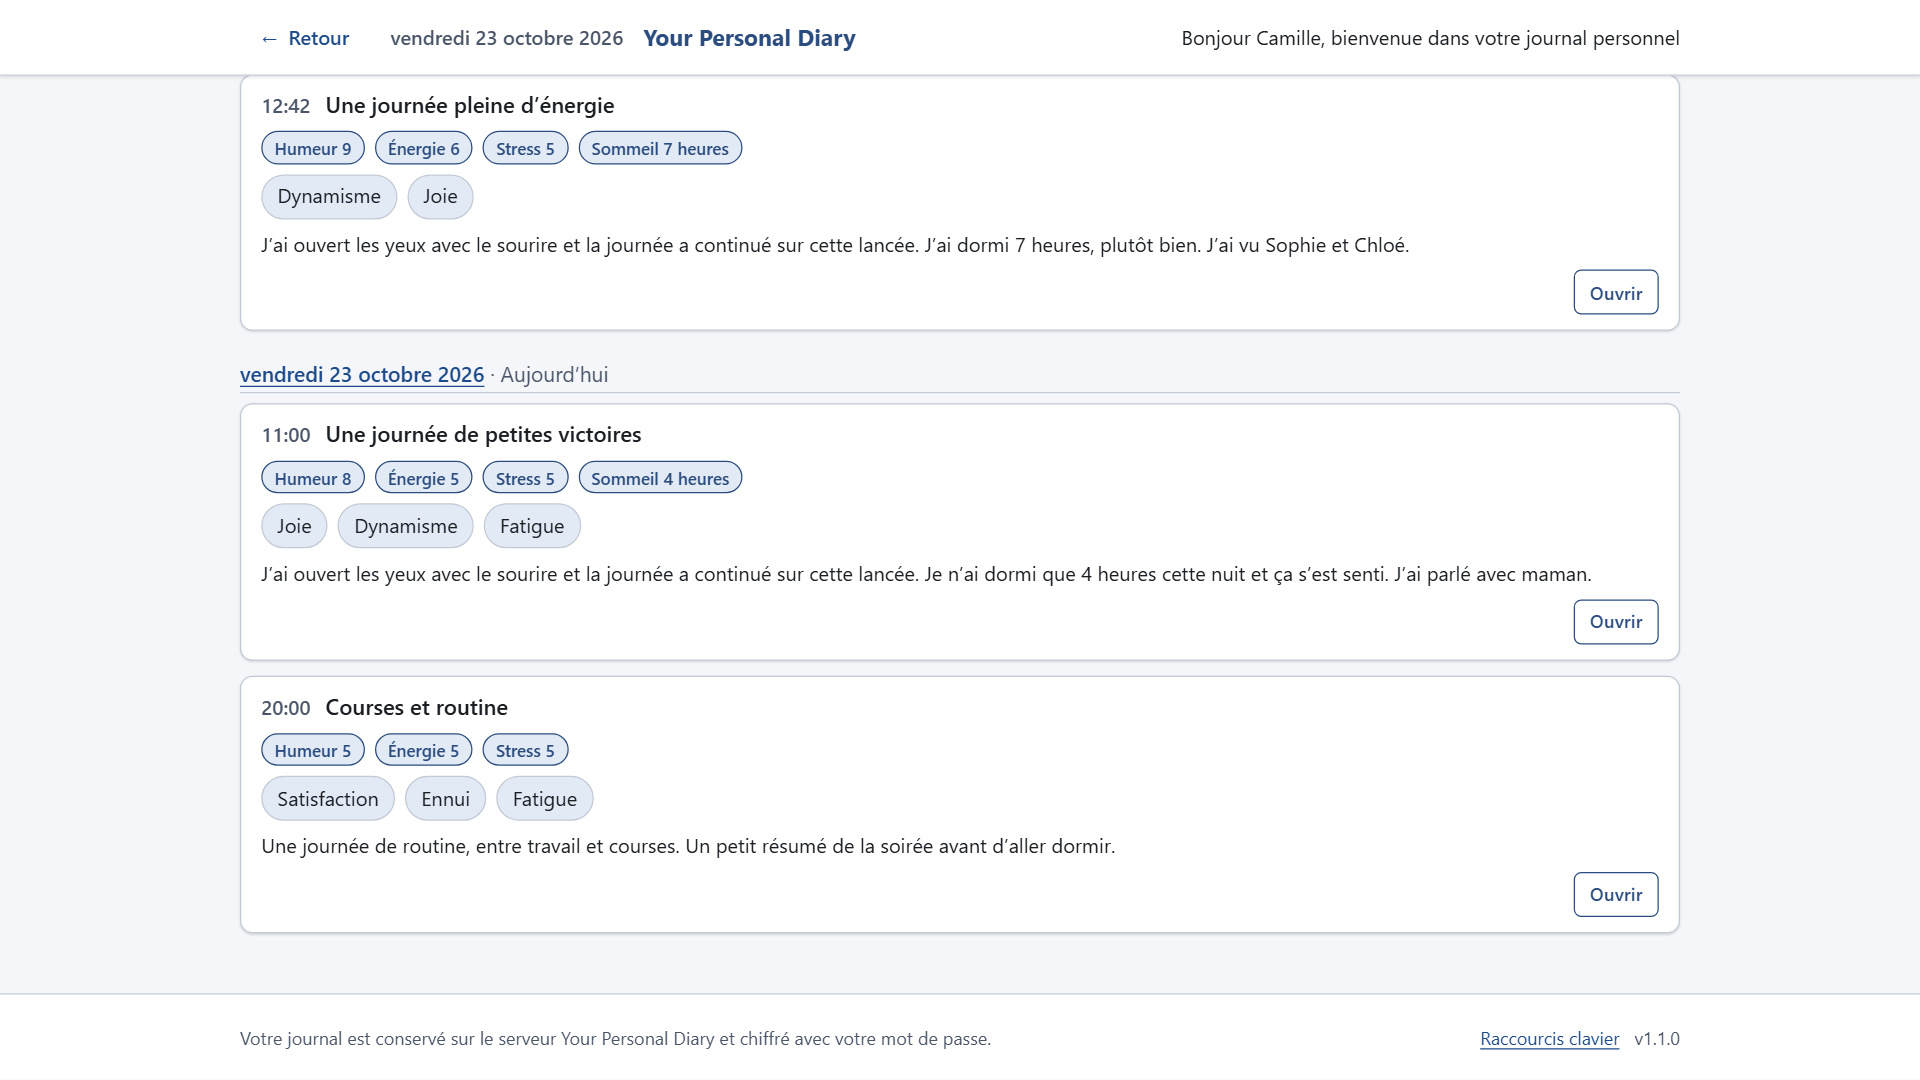 ← Retour vendredi 23 octobre 2026 Your Personal Diary Bonjour Camille, bienvenue dans votre journal personnel
12:42 Une journée pleine d’énergie
Humeur 9 Énergie 6 Stress 5 Sommeil 7 heures
Dynamisme Joie
J’ai ouvert les yeux avec le sourire et la journée a continué sur cette lancée. J’ai dormi 7 heures, plutôt bien. J’ai vu Sophie et Chloé.
Ouvrir
vendredi 23 octobre 2026 · Aujourd’hui
11:00 Une journée de petites victoires
Humeur 8 Énergie 5 Stress 5 Sommeil 4 heures
Joie Dynamisme Fatigue
J’ai ouvert les yeux avec le sourire et la journée a continué sur cette lancée. Je n’ai dormi que 4 heures cette nuit et ça s’est senti. J’ai parlé avec maman.
Ouvrir
20:00 Courses et routine
Humeur 5 Énergie 5 Stress 5
Satisfaction Ennui Fatigue
Une journée de routine, entre travail et courses. Un petit résumé de la soirée avant d’aller dormir.
Ouvrir
Votre journal est conservé sur le serveur Your Personal Diary et chiffré avec votre mot de passe. Raccourcis clavier v1.1.0